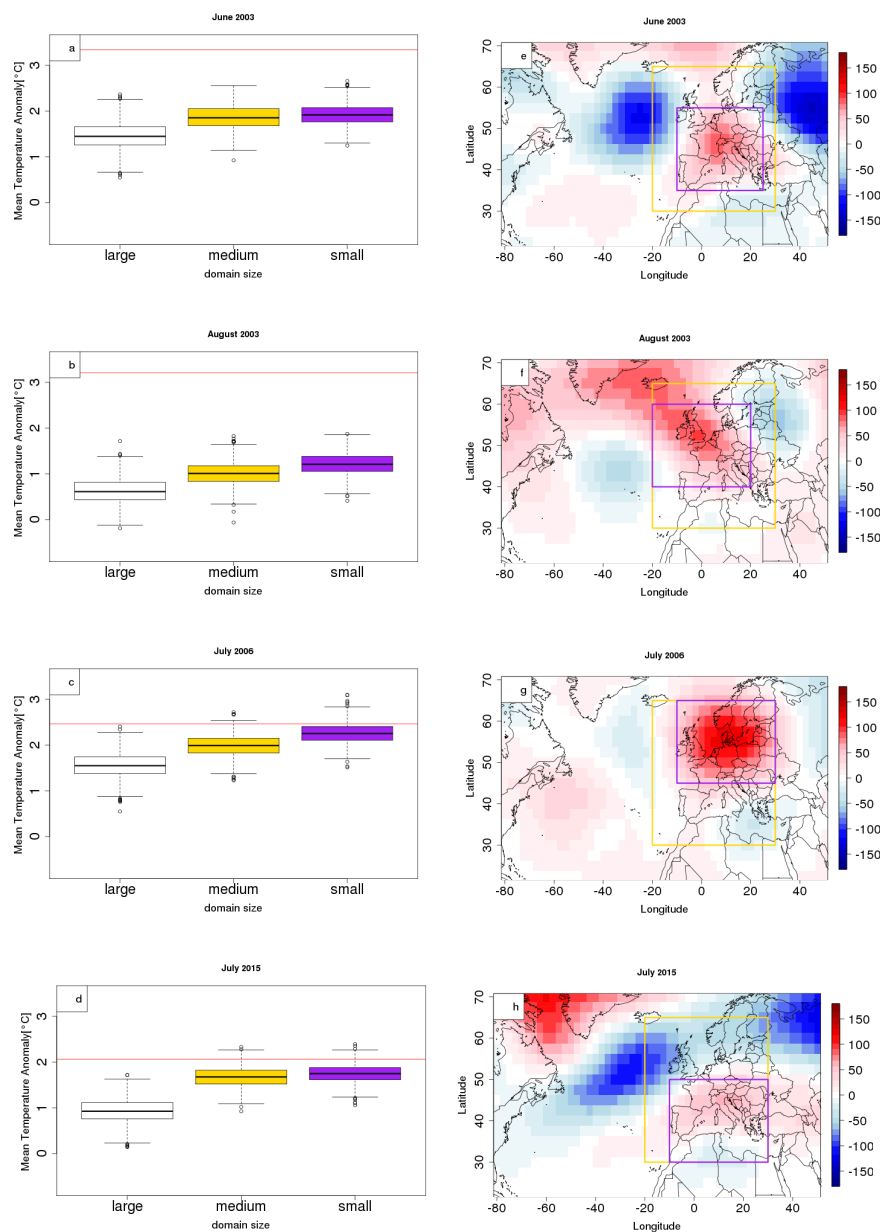 June 2003
a
Mean Temperature Anomaly[°C]
3
2
1
0
large medium small
domain size
June 2003
e
Latitude
70
60
50
40
30
-80 -60 -40 -20 0 20 40
Longitude
150
100
50
0
-50
-100
-150
August 2003
b
Mean Temperature Anomaly[°C]
3
2
1
0
large medium small
domain size
August 2003
f
Latitude
70
60
50
40
30
-80 -60 -40 -20 0 20 40
Longitude
150
100
50
0
-50
-100
-150
July 2006
c
Mean Temperature Anomaly[°C]
3
2
1
0
large medium small
domain size
July 2006
g
Latitude
70
60
50
40
30
-80 -60 -40 -20 0 20 40
Longitude
150
100
50
0
-50
-100
-150
July 2015
d
Mean Temperature Anomaly[°C]
3
2
1
0
large medium small
domain size
July 2015
h
Latitude
70
60
50
40
30
-80 -60 -40 -20 0 20 40
Longitude
150
100
50
0
-50
-100
-150